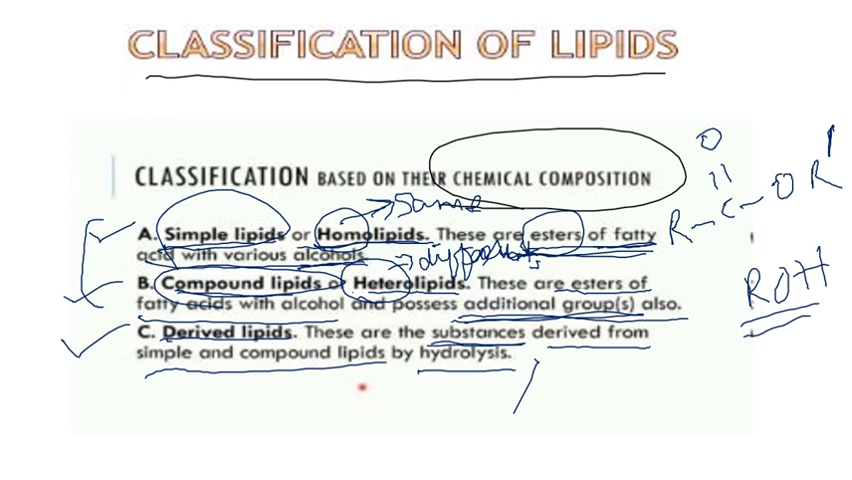 CLASSIFICATION OF LIPIDS
CLASSIFICATION BASED ON THEIR CHEMICAL COMPOSITION
→ Same
A. Simple lipids or Homolipids. These are esters of fatty
acid with various alcohols.
→ different
B. Compound lipids or Heterolipids. These are esters of
fatty acids with alcohol and possess additional group(s) also.
C. Derived lipids. These are the substances derived from
simple and compound lipids by hydrolysis.
O
||
R-C-OR'
ROH